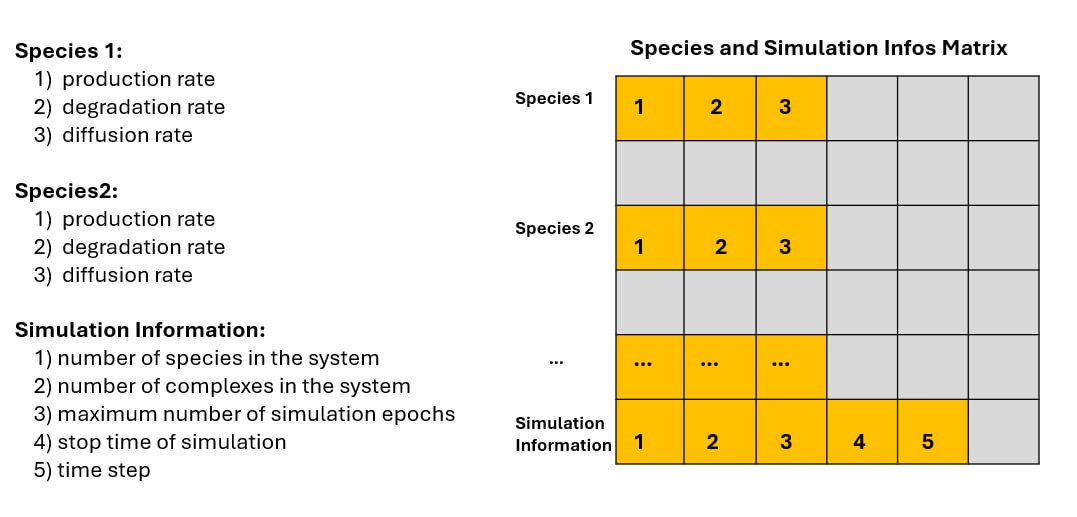 Species 1:
1) production rate
2) degradation rate
3) diffusion rate
Species2:
1) production rate
2) degradation rate
3) diffusion rate
Simulation Information:
1) number of species in the system
2) number of complexes in the system
3) maximum number of simulation epochs
4) stop time of simulation
5) time step
Species and Simulation Infos Matrix
Species 1 1 2 3
Species 2 1 2 3
... ... ... ...
Simulation
Information 1 2 3 4 5